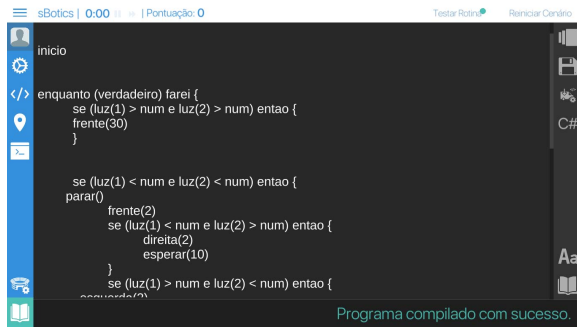 sBotics | 0:00 | Pontuação: 0
Testar Rotina
Reiniciar Cenário
inicio
enquanto (verdadeiro) farei {
se (luz(1) > num e luz(2) > num) entao {
frente(30)
}
se (luz(1) < num e luz(2) < num) entao {
parar()
frente(2)
se (luz(1) < num e luz(2) > num) entao {
direita(2)
esperar(10)
}
se (luz(1) > num e luz(2) < num) entao {
esquerda(2)
</>
>_
C#
Aa
Programa compilado com sucesso.